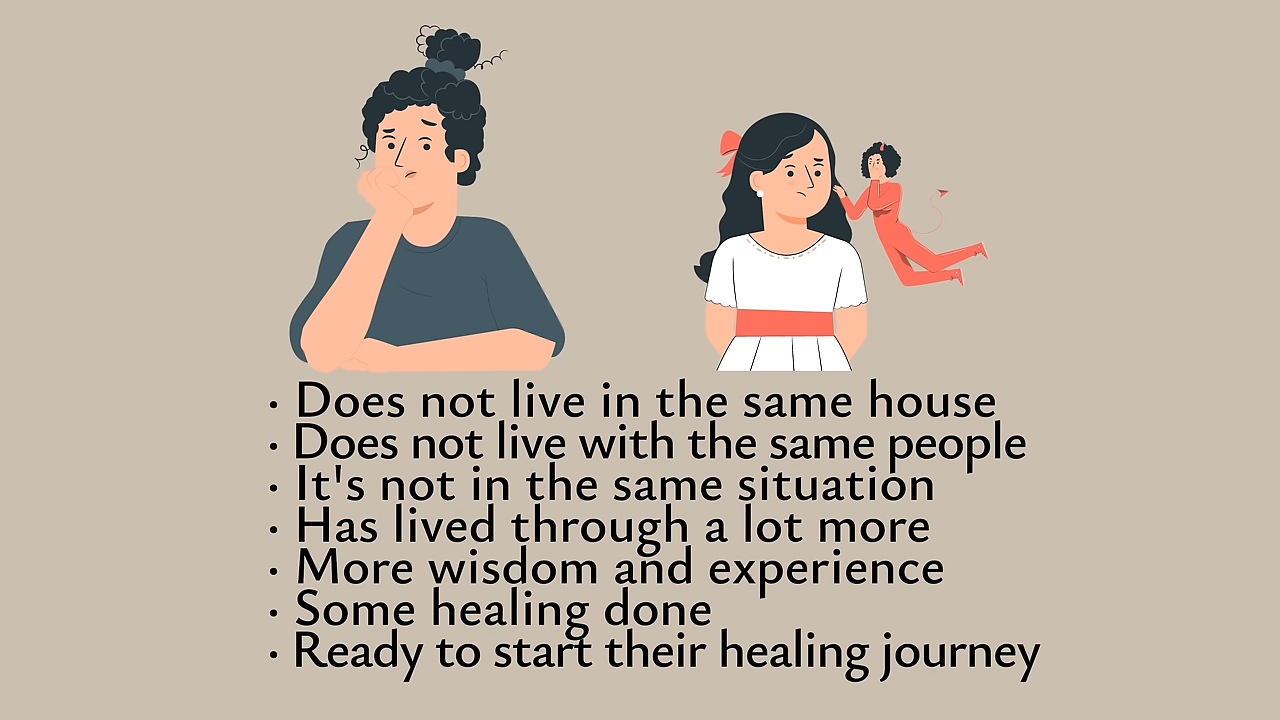 · Does not live in the same house
· Does not live with the same people
· It's not in the same situation
· Has lived through a lot more
· More wisdom and experience
· Some healing done
· Ready to start their healing journey